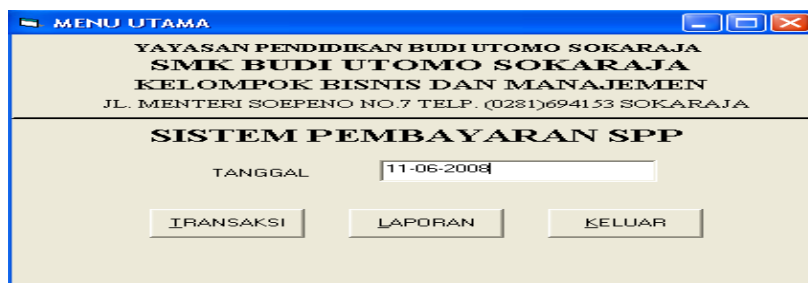 MENU UTAMA
YAYASAN PENDIDIKAN BUDI UTOMO SOKARAJA
SMK BUDI UTOMO SOKARAJA
KELOMPOK BISNIS DAN MANAJEMEN
JL. MENTERI SOEPENO NO.7 TELP. (0281)694153 SOKARAJA
SISTEM PEMBAYARAN SPP
TANGGAL 11-06-2008
TRANSAKSI LAPORAN KELUAR